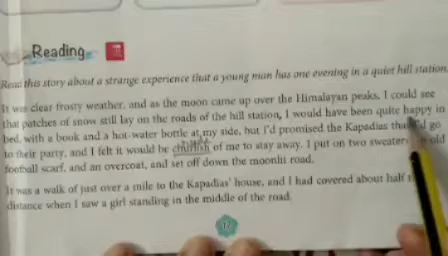 Reading
Read this story about a strange experience that a young man has one evening in a quiet hill station.
It was clear frosty weather, and as the moon came up over the Himalayan peaks, I could see
that patches of snow still lay on the roads of the hill station. I would have been quite happy in
bed, with a book and a hot-water bottle at my side, but I'd promised the Kapadias that I'd go
to their party, and I felt it would be churlish of me to stay away. I put on two sweaters, old
football scarf, and an overcoat, and set off down the moonlit road.
It was a walk of just over a mile to the Kapadias' house, and I had covered about half
distance when I saw a girl standing in the middle of the road.